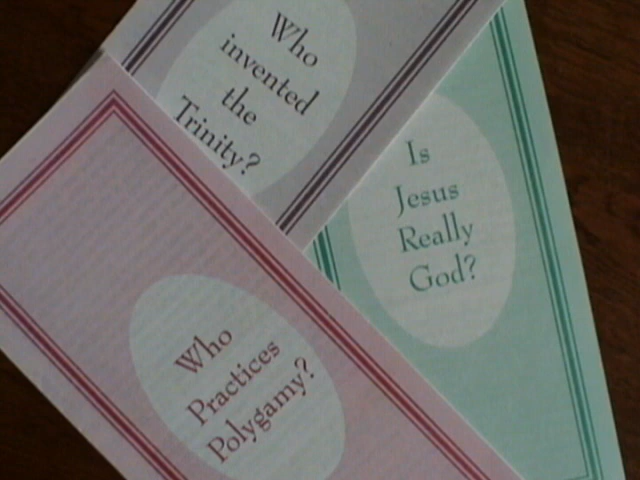 Who
invented
the
Trinity?
Is
Jesus
Really
God?
Who
Practices
Polygamy?